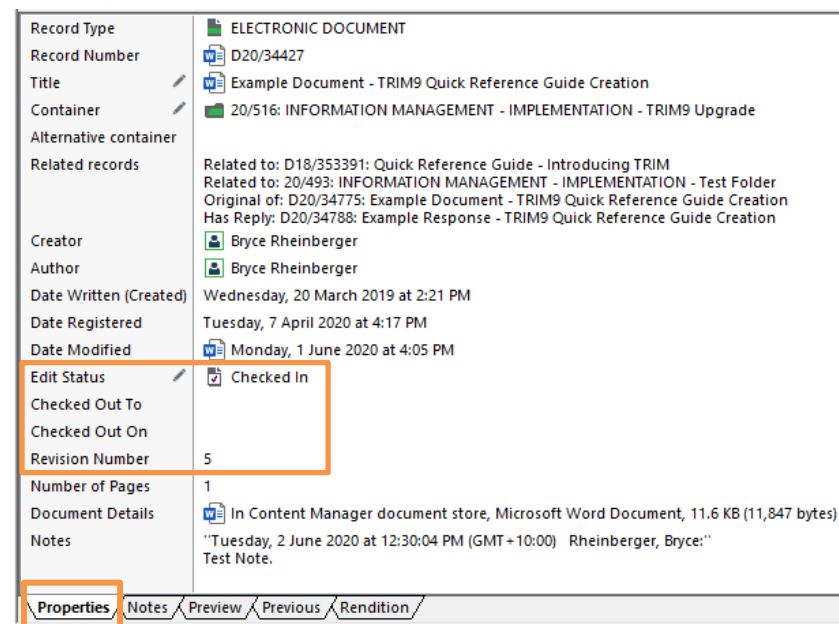 Record Type ELECTRONIC DOCUMENT
Record Number D20/34427
Title Example Document - TRIM9 Quick Reference Guide Creation
Container 20/516: INFORMATION MANAGEMENT - IMPLEMENTATION - TRIM9 Upgrade
Alternative container
Related records Related to: D18/353391: Quick Reference Guide - Introducing TRIM
Related to: 20/493: INFORMATION MANAGEMENT - IMPLEMENTATION - Test Folder
Original of: D20/34775: Example Document - TRIM9 Quick Reference Guide Creation
Has Reply: D20/34788: Example Response - TRIM9 Quick Reference Guide Creation
Creator Bryce Rheinberger
Author Bryce Rheinberger
Date Written (Created) Wednesday, 20 March 2019 at 2:21 PM
Date Registered Tuesday, 7 April 2020 at 4:17 PM
Date Modified Monday, 1 June 2020 at 4:05 PM
Edit Status Checked In
Checked Out To
Checked Out On
Revision Number 5
Number of Pages 1
Document Details In Content Manager document store, Microsoft Word Document, 11.6 KB (11,847 bytes)
Notes "Tuesday, 2 June 2020 at 12:30:04 PM (GMT+10:00) Rheinberger, Bryce:"
Test Note.
Properties Notes Preview Previous Rendition